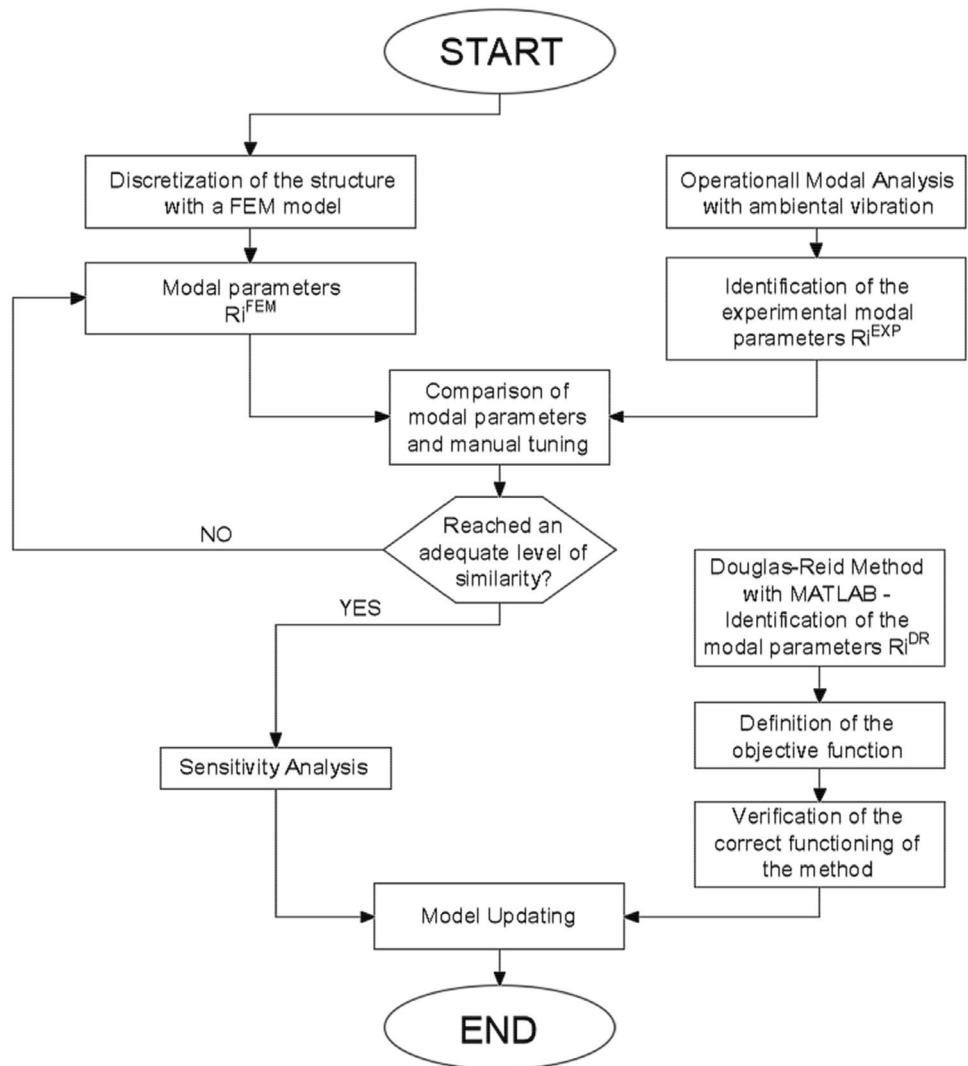 START
Discretization of the structure
with a FEM model
Operationall Modal Analysis
with ambiental vibration
Modal parameters
Ri^FEM
Identification of the
experimental modal
parameters Ri^EXP
Comparison of
modal parameters
and manual tuning
Reached an
adequate level of
similarity?
NO
YES
Douglas-Reid Method
with MATLAB -
Identification of the
modal parameters Ri^DR
Definition of the
objective function
Sensitivity Analysis
Verification of the
correct functioning of
the method
Model Updating
END